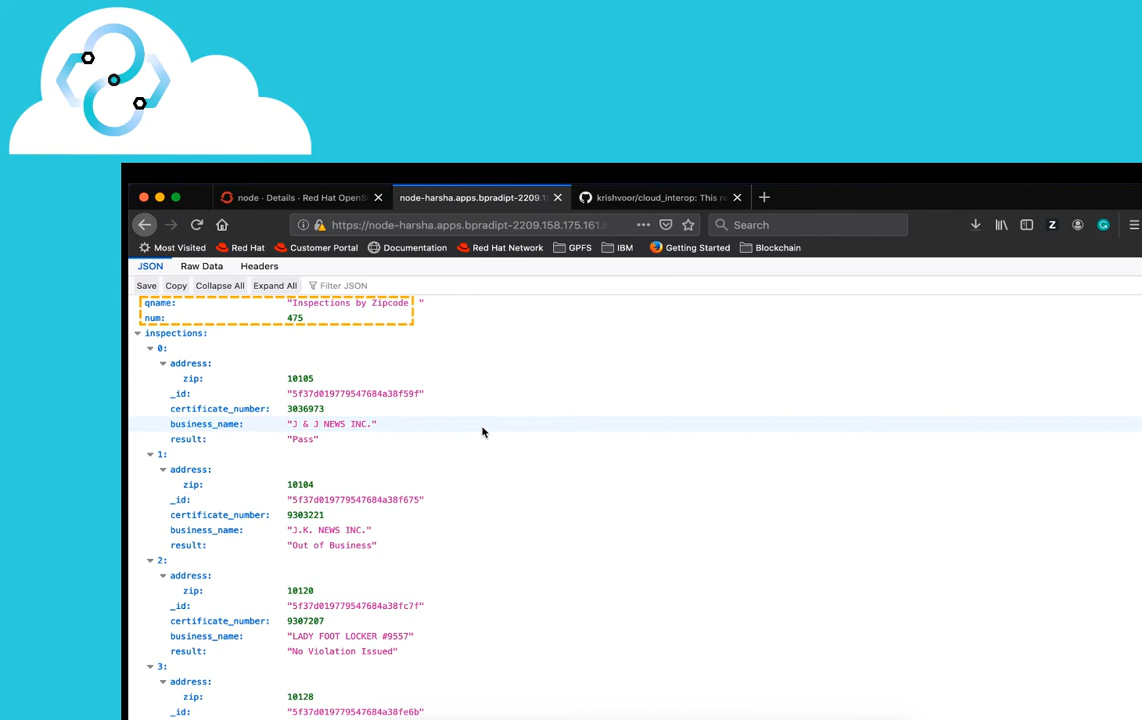 node - Details - Red Hat OpenS
node-harsha.apps.bpradipt-2209.1
krishvoor/cloud_interop: This re
https://node-harsha.apps.bpradipt-2209.158.175.161.8
Search
Most Visited Red Hat Customer Portal Documentation Red Hat Network GPFS IBM Getting Started Blockchain
JSON Raw Data Headers
Save Copy Collapse All Expand All Filter JSON
qname: "Inspections by Zipcode "
num: 475
inspections:
0:
address:
zip: 10105
_id: "5f37d019779547684a38f59f"
certificate_number: 3036973
business_name: "J & J NEWS INC."
result: "Pass"
1:
address:
zip: 10104
_id: "5f37d019779547684a38f675"
certificate_number: 9303221
business_name: "J.K. NEWS INC."
result: "Out of Business"
2:
address:
zip: 10120
_id: "5f37d019779547684a38fc7f"
certificate_number: 9307207
business_name: "LADY FOOT LOCKER #9557"
result: "No Violation Issued"
3:
address:
zip: 10128
_id: "5f37d019779547684a38fe6b"